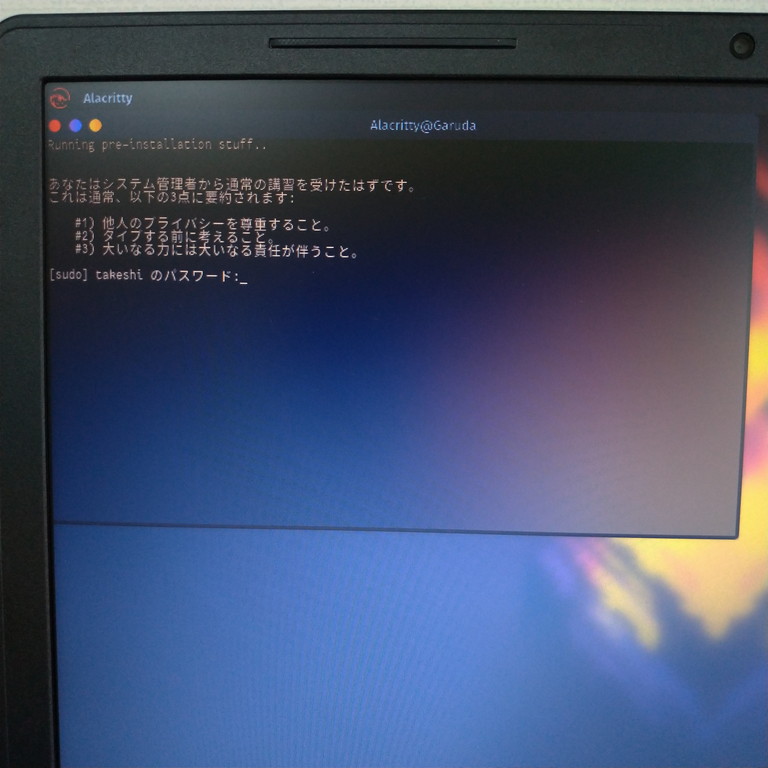 Alacritty
Alacritty@Garuda
Running pre-installation stuff..
あなたはシステム管理者から通常の講習を受けたはずです。
これは通常、以下の3点に要約されます:
#1) 他人のプライバシーを尊重すること。
#2) タイプする前に考えること。
#3) 大いなる力には大いなる責任が伴うこと。
[sudo] takeshi のパスワード:_